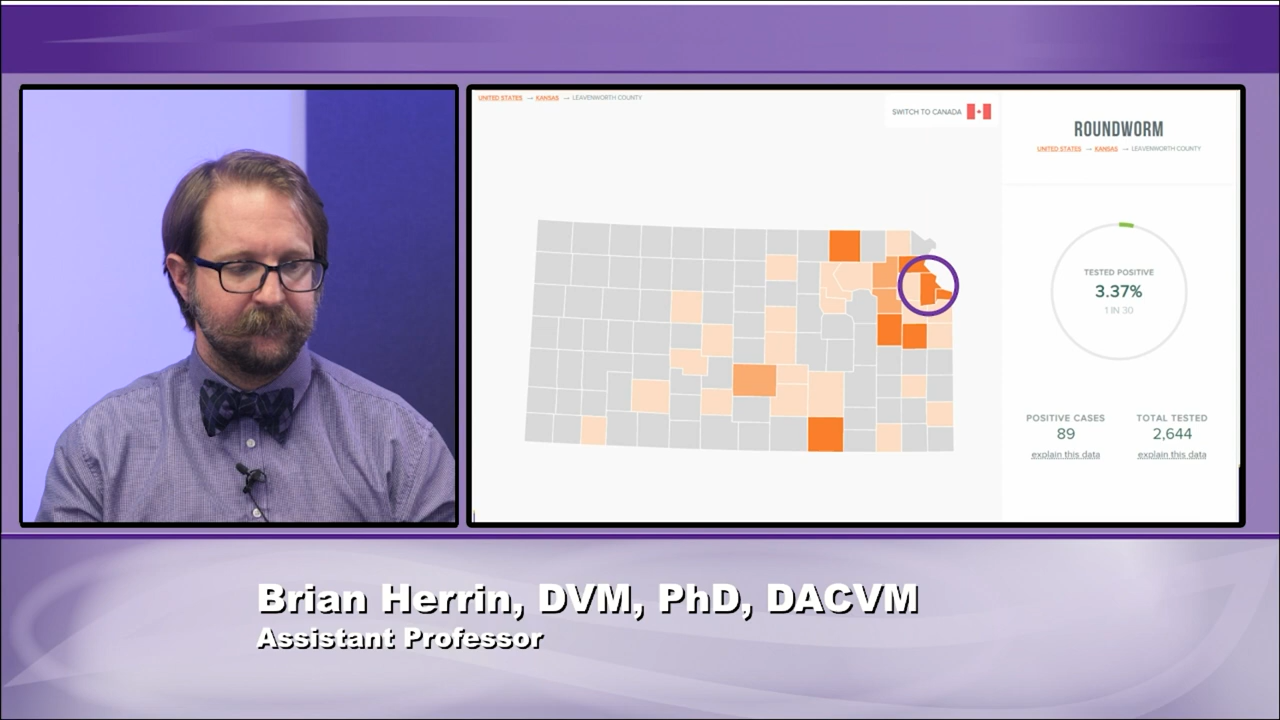 UNITED STATES → KANSAS → LEAVENWORTH COUNTY
SWITCH TO CANADA
ROUNDWORM
UNITED STATES → KANSAS → LEAVENWORTH COUNTY
TESTED POSITIVE
3.37%
1 IN 30
POSITIVE CASES
89
explain this data
TOTAL TESTED
2,644
explain this data
Brian Herrin, DVM, PhD, DACVM
Assistant Professor